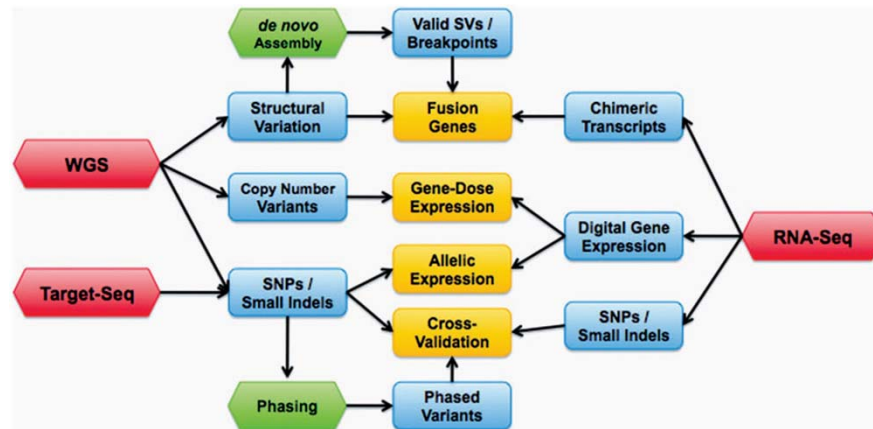 de novo
Assembly
Valid SVs /
Breakpoints
Structural
Variation
Fusion
Genes
Chimeric
Transcripts
WGS
Copy Number
Variants
Gene-Dose
Expression
Digital Gene
Expression
RNA-Seq
Target-Seq
SNPs /
Small Indels
Allelic
Expression
Cross-
Validation
SNPs /
Small Indels
Phasing
Phased
Variants